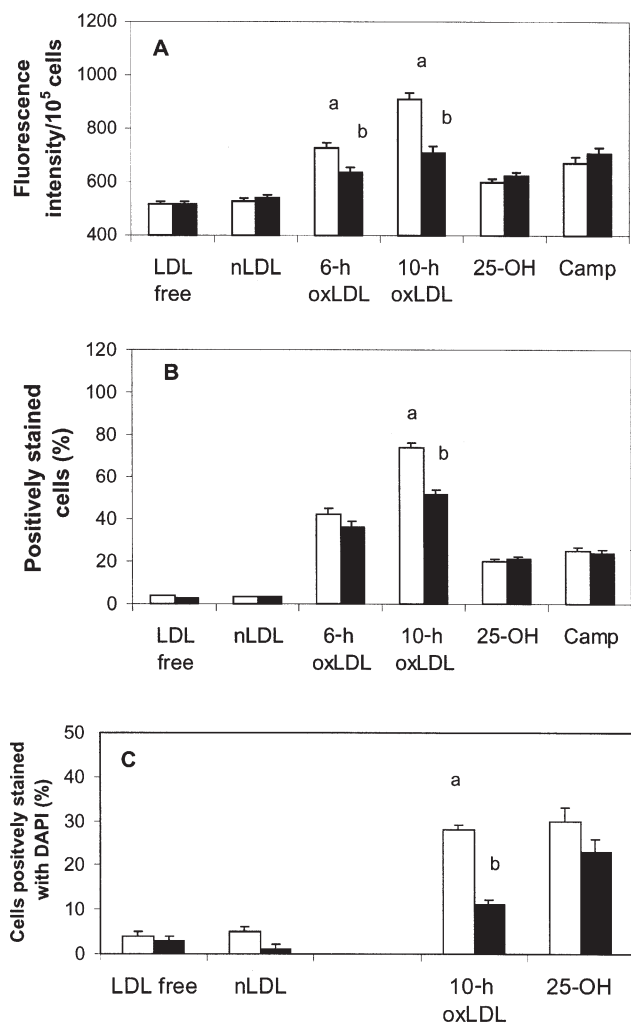 1200
A
1000
a
a
b
b
800
600
400
Fluorescence
intensity/10⁵ cells
LDL nLDL 6-h 10-h 25-OH Camp
free oxLDL oxLDL
120
B
100
a
80
b
60
40
20
0
Positively stained
cells (%)
LDL nLDL 6-h 10-h 25-OH Camp
free oxLDL oxLDL
50
C
40
a
30
b
20
10
0
Cells positvely stained
with DAPI (%)
LDL free nLDL 10-h 25-OH
oxLDL